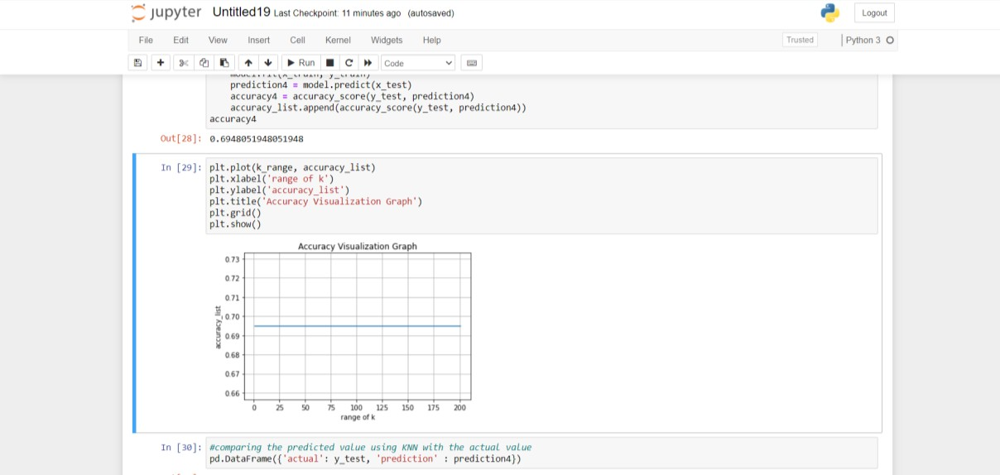 jupyter Untitled19 Last Checkpoint: 11 minutes ago (autosaved)
Logout
File Edit View Insert Cell Kernel Widgets Help
Trusted
Python 3
Run
Code
prediction4 = model.predict(x_test)
accuracy4 = accuracy_score(y_test, prediction4)
accuracy_list.append(accuracy_score(y_test, prediction4))
accuracy4
Out[28]: 0.6948051948051948
In [29]: plt.plot(k_range, accuracy_list)
plt.xlabel('range of k')
plt.ylabel('accuracy_list')
plt.title('Accuracy Visualization Graph')
plt.grid()
plt.show()
Accuracy Visualization Graph
0.73
0.72
0.71
0.70
0.69
0.68
0.67
0.66
accuracy_list
0 25 50 75 100 125 150 175 200
range of k
In [30]: #comparing the predicted value using KNN with the actual value
pd.DataFrame({'actual': y_test, 'prediction' : prediction4})